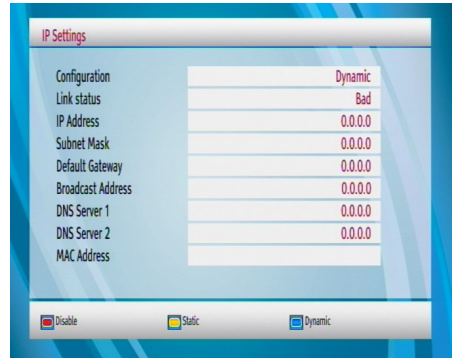 IP Settings
Configuration Dynamic
Link status Bad
IP Address 0.0.0.0
Subnet Mask 0.0.0.0
Default Gateway 0.0.0.0
Broadcast Address 0.0.0.0
DNS Server 1 0.0.0.0
DNS Server 2 0.0.0.0
MAC Address
Disable Static Dynamic